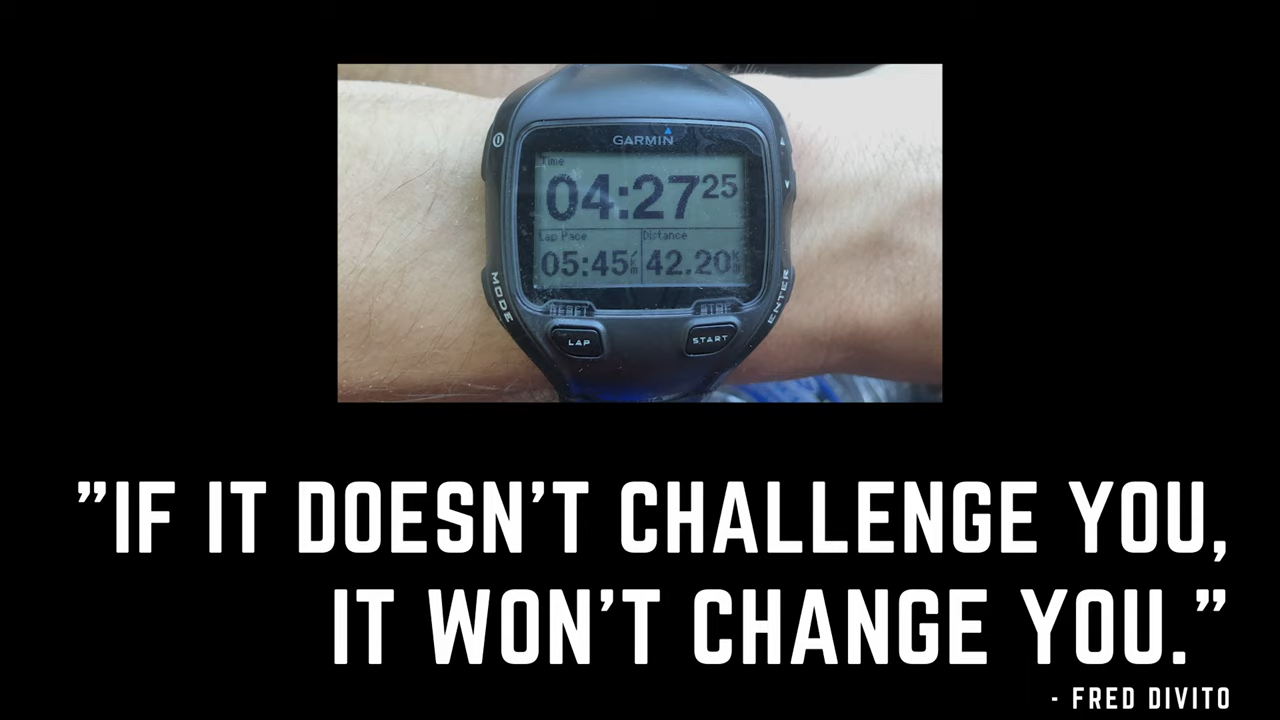 GARMIN
Time
04:27 25
Lap Pace Distance
05:45 42.20
MODE
ENTER
RESET
LAP START
"IF IT DOESN'T CHALLENGE YOU,
IT WON'T CHANGE YOU."
- FRED DIVITO